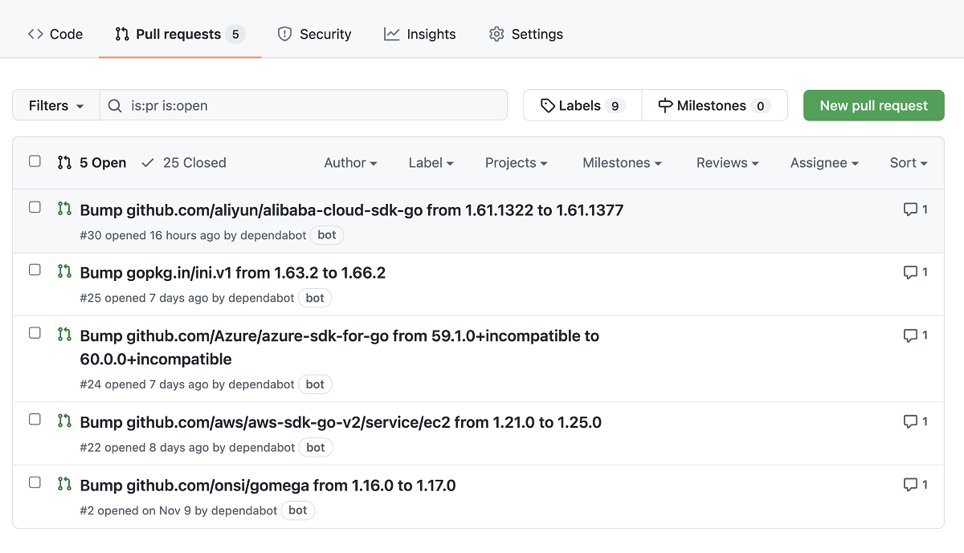 Code Pull requests 5 Security Insights Settings
Filters is:pr is:open Labels 9 Milestones 0 New pull request
5 Open 25 Closed Author Label Projects Milestones Reviews Assignee Sort
Bump github.com/aliyun/alibaba-cloud-sdk-go from 1.61.1322 to 1.61.1377 1
#30 opened 16 hours ago by dependabot bot
Bump gopkg.in/ini.v1 from 1.63.2 to 1.66.2 1
#25 opened 7 days ago by dependabot bot
Bump github.com/Azure/azure-sdk-for-go from 59.1.0+incompatible to 1
60.0.0+incompatible
#24 opened 7 days ago by dependabot bot
Bump github.com/aws/aws-sdk-go-v2/service/ec2 from 1.21.0 to 1.25.0 1
#22 opened 8 days ago by dependabot bot
Bump github.com/onsi/gomega from 1.16.0 to 1.17.0 1
#2 opened on Nov 9 by dependabot bot